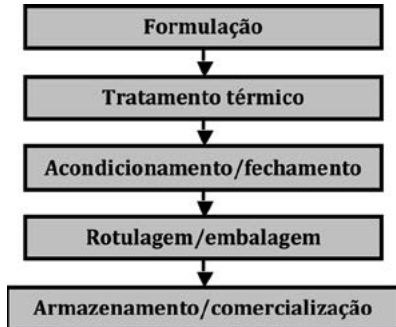 Formulação
Tratamento térmico
Acondicionamento/fechamento
Rotulagem/embalagem
Armazenamento/comercialização